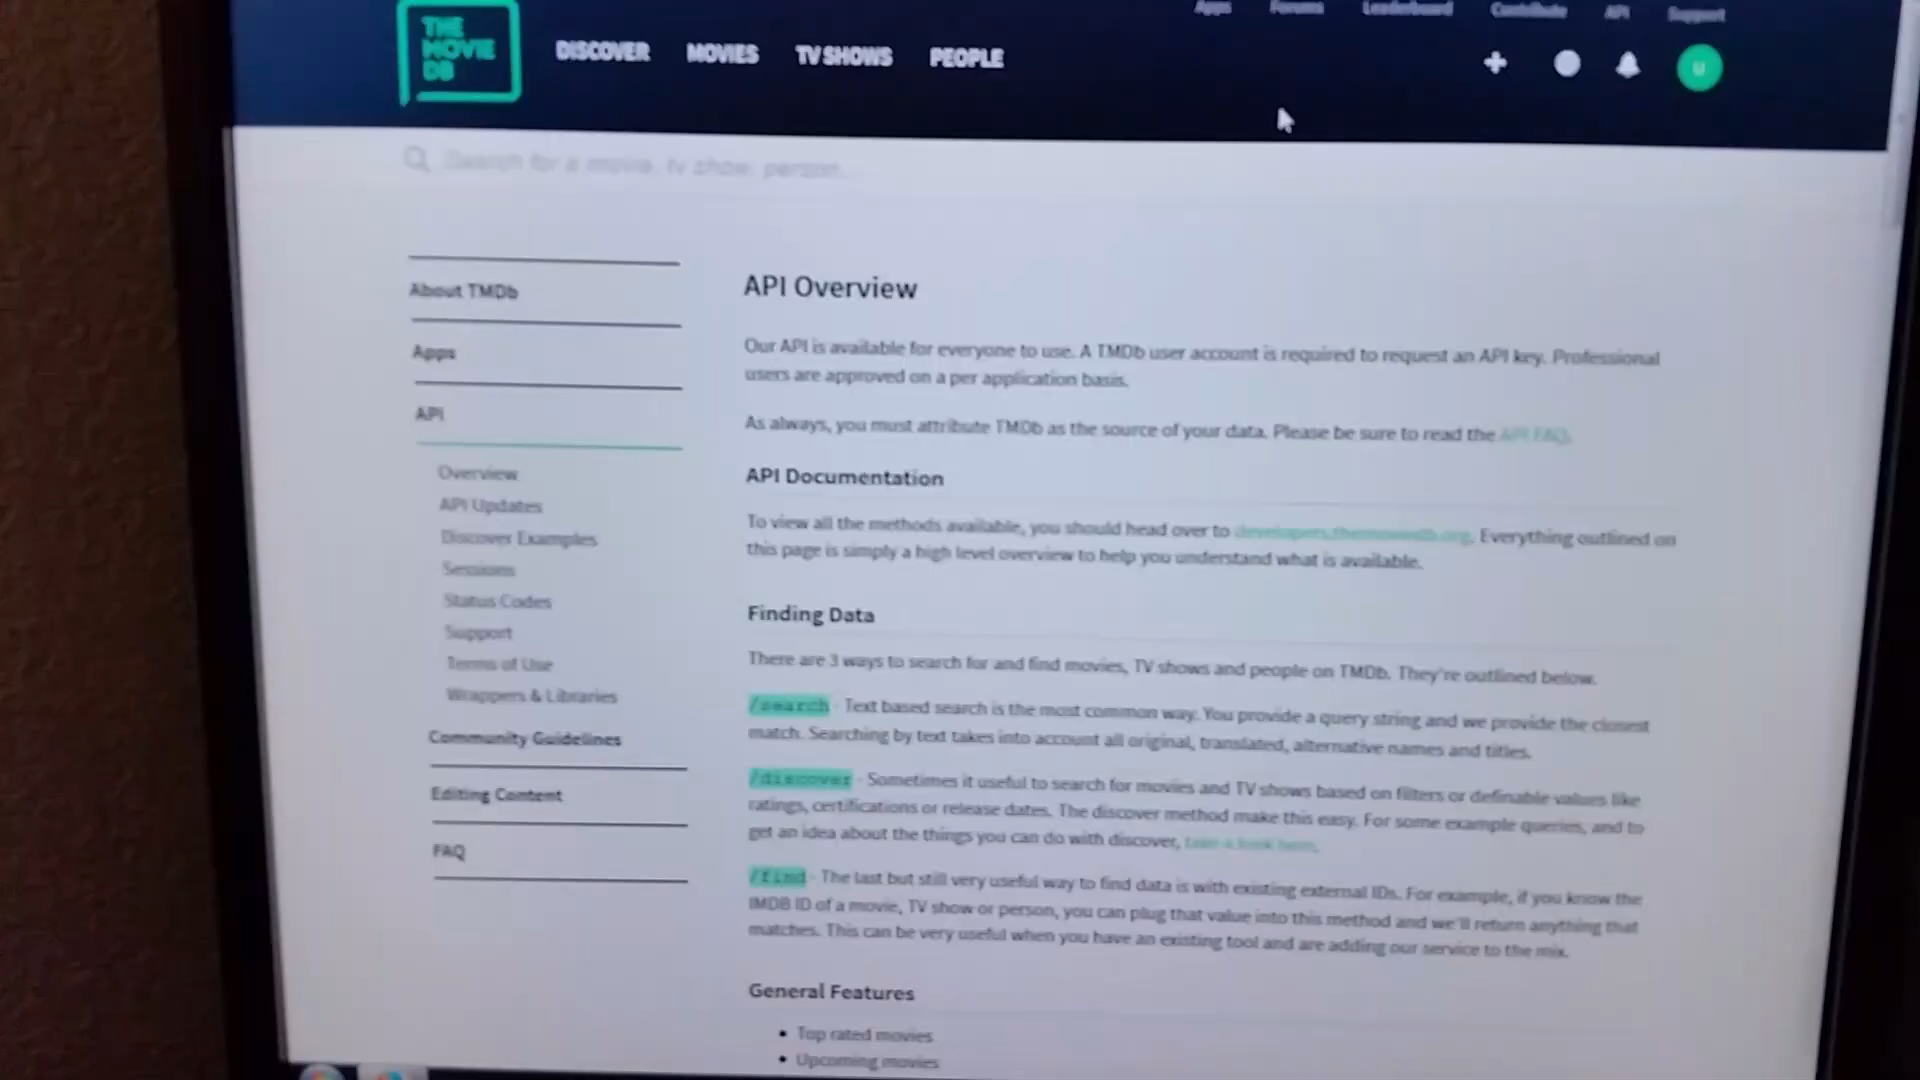 Apps Forums Leaderboard Contribute API Support
THE
MOVIE
DB
DISCOVER MOVIES TV SHOWS PEOPLE
U
Search for a movie, tv show, person...
About TMDb
Apps
API
Overview
API Updates
Discover Examples
Sessions
Status Codes
Support
Terms of Use
Wrappers & Libraries
Community Guidelines
Editing Content
FAQ
API Overview
Our API is available for everyone to use. A TMDb user account is required to request an API key. Professional
users are approved on a per application basis.
As always, you must attribute TMDb as the source of your data. Please be sure to read the API FAQ.
API Documentation
To view all the methods available, you should head over to developers.themoviedb.org. Everything outlined on
this page is simply a high level overview to help you understand what is available.
Finding Data
There are 3 ways to search for and find movies, TV shows and people on TMDb. They're outlined below.
/search - Text based search is the most common way. You provide a query string and we provide the closest
match. Searching by text takes into account all original, translated, alternative names and titles.
/discover - Sometimes it useful to search for movies and TV shows based on filters or definable values like
ratings, certifications or release dates. The discover method make this easy. For some example queries, and to
get an idea about the things you can do with discover, take a look here.
/find - The last but still very useful way to find data is with existing external IDs. For example, if you know the
IMDB ID of a movie, TV show or person, you can plug that value into this method and we'll return anything that
matches. This can be very useful when you have an existing tool and are adding our service to the mix.
General Features
• Top rated movies
• Upcoming movies